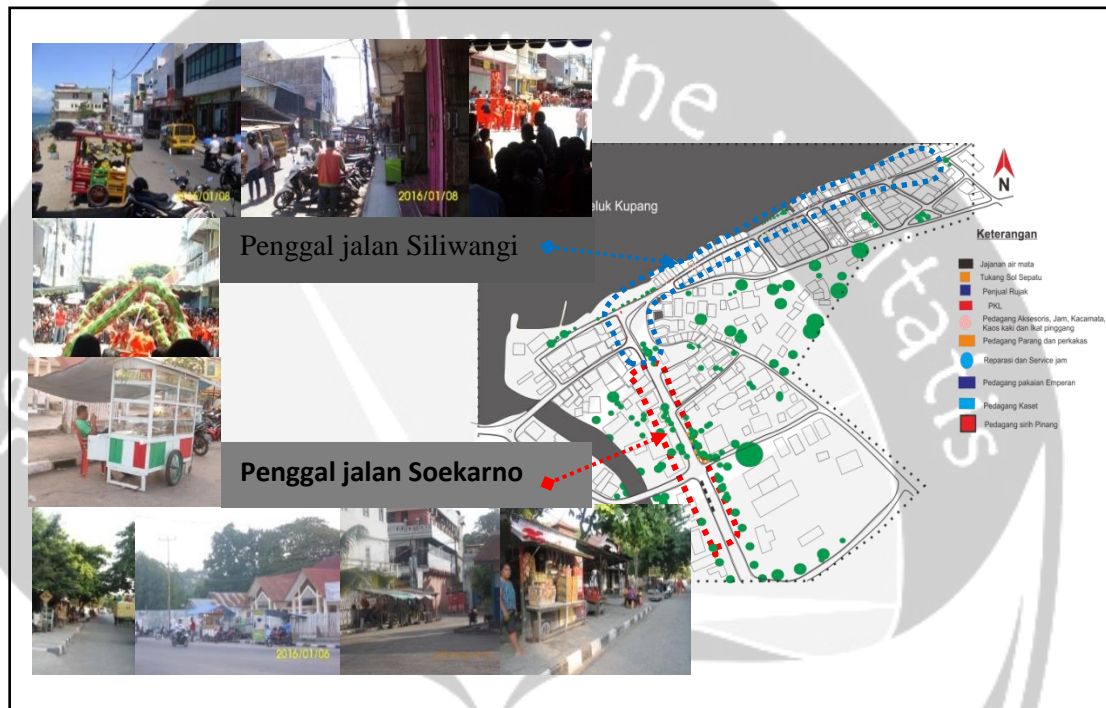 2016/01/08
2016/01/08
Teluk Kupang
N
Penggal jalan Siliwangi
Keterangan
Jajanan air mata
Tukang Sol Sepatu
Penjual Rujak
PKL
Pedagang Aksesoris, Jam, Kacamata,
Kaos kaki dan Ikat pinggang
Pedagang Parang dan perkakas
Reparasi dan Service jam
Pedagang pakaian Emperan
Pedagang Kaset
Pedagang sirih Pinang
Penggal jalan Soekarno
2016/01/06